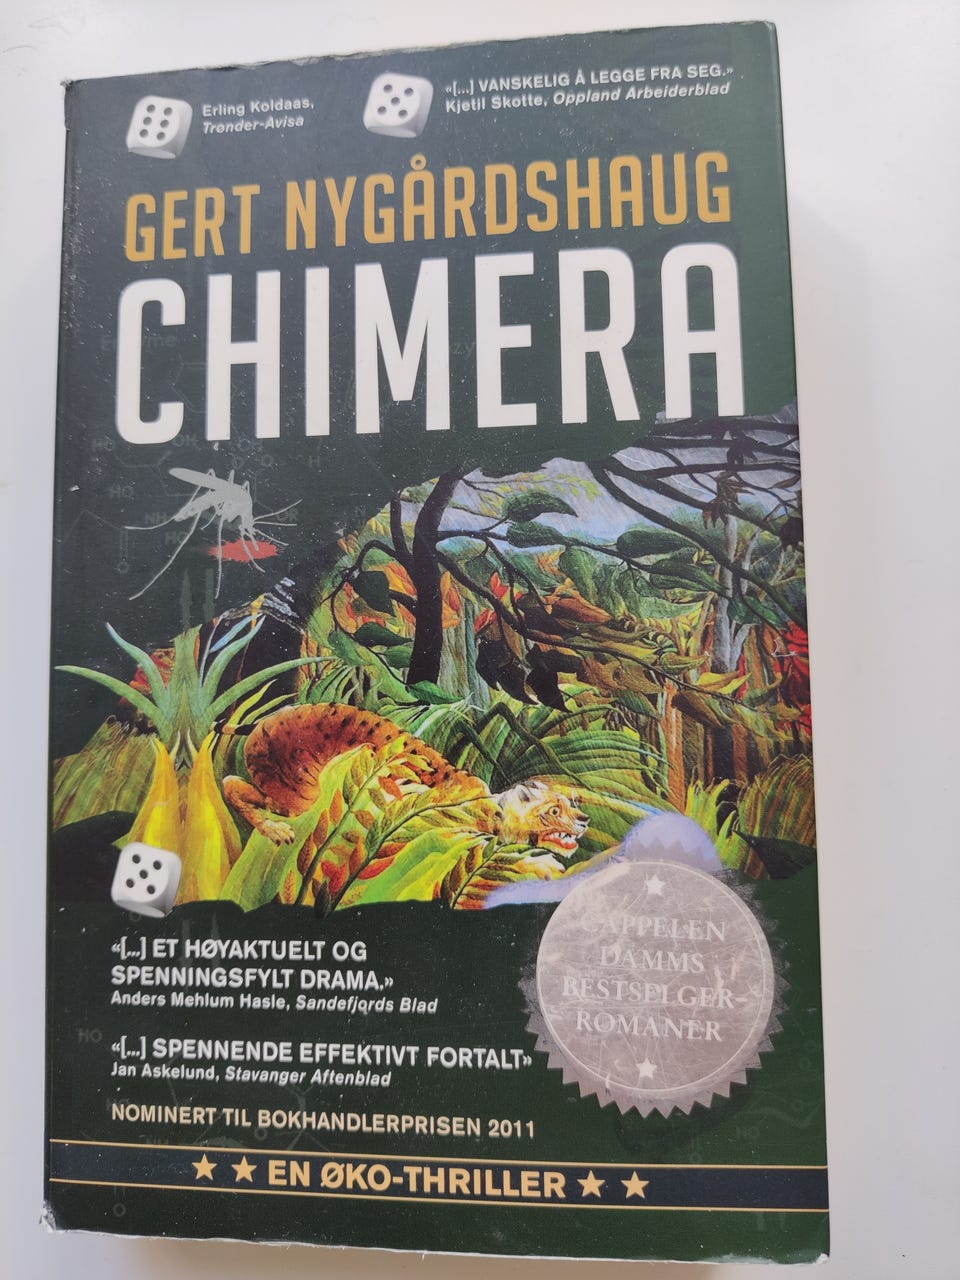 Erling Koldaas,
Trønder-Avisa
«[...] VANSKELIG Å LEGGE FRA SEG.»
Kjetil Skotte, Oppland Arbeiderblad
GERT NYGÅRDSHAUG
CHIMERA
«[...] ET HØYAKTUELT OG
SPENNINGSFYLT DRAMA.»
Anders Mehlum Hasle, Sandefjords Blad
«[...] SPENNENDE EFFEKTIVT FORTALT»
Jan Askelund, Stavanger Aftenblad
NOMINERT TIL BOKHANDLERPRISEN 2011
CAPPELEN
DAMMS
BESTSELGER-
ROMANER
★ ★ EN ØKO-THRILLER ★ ★